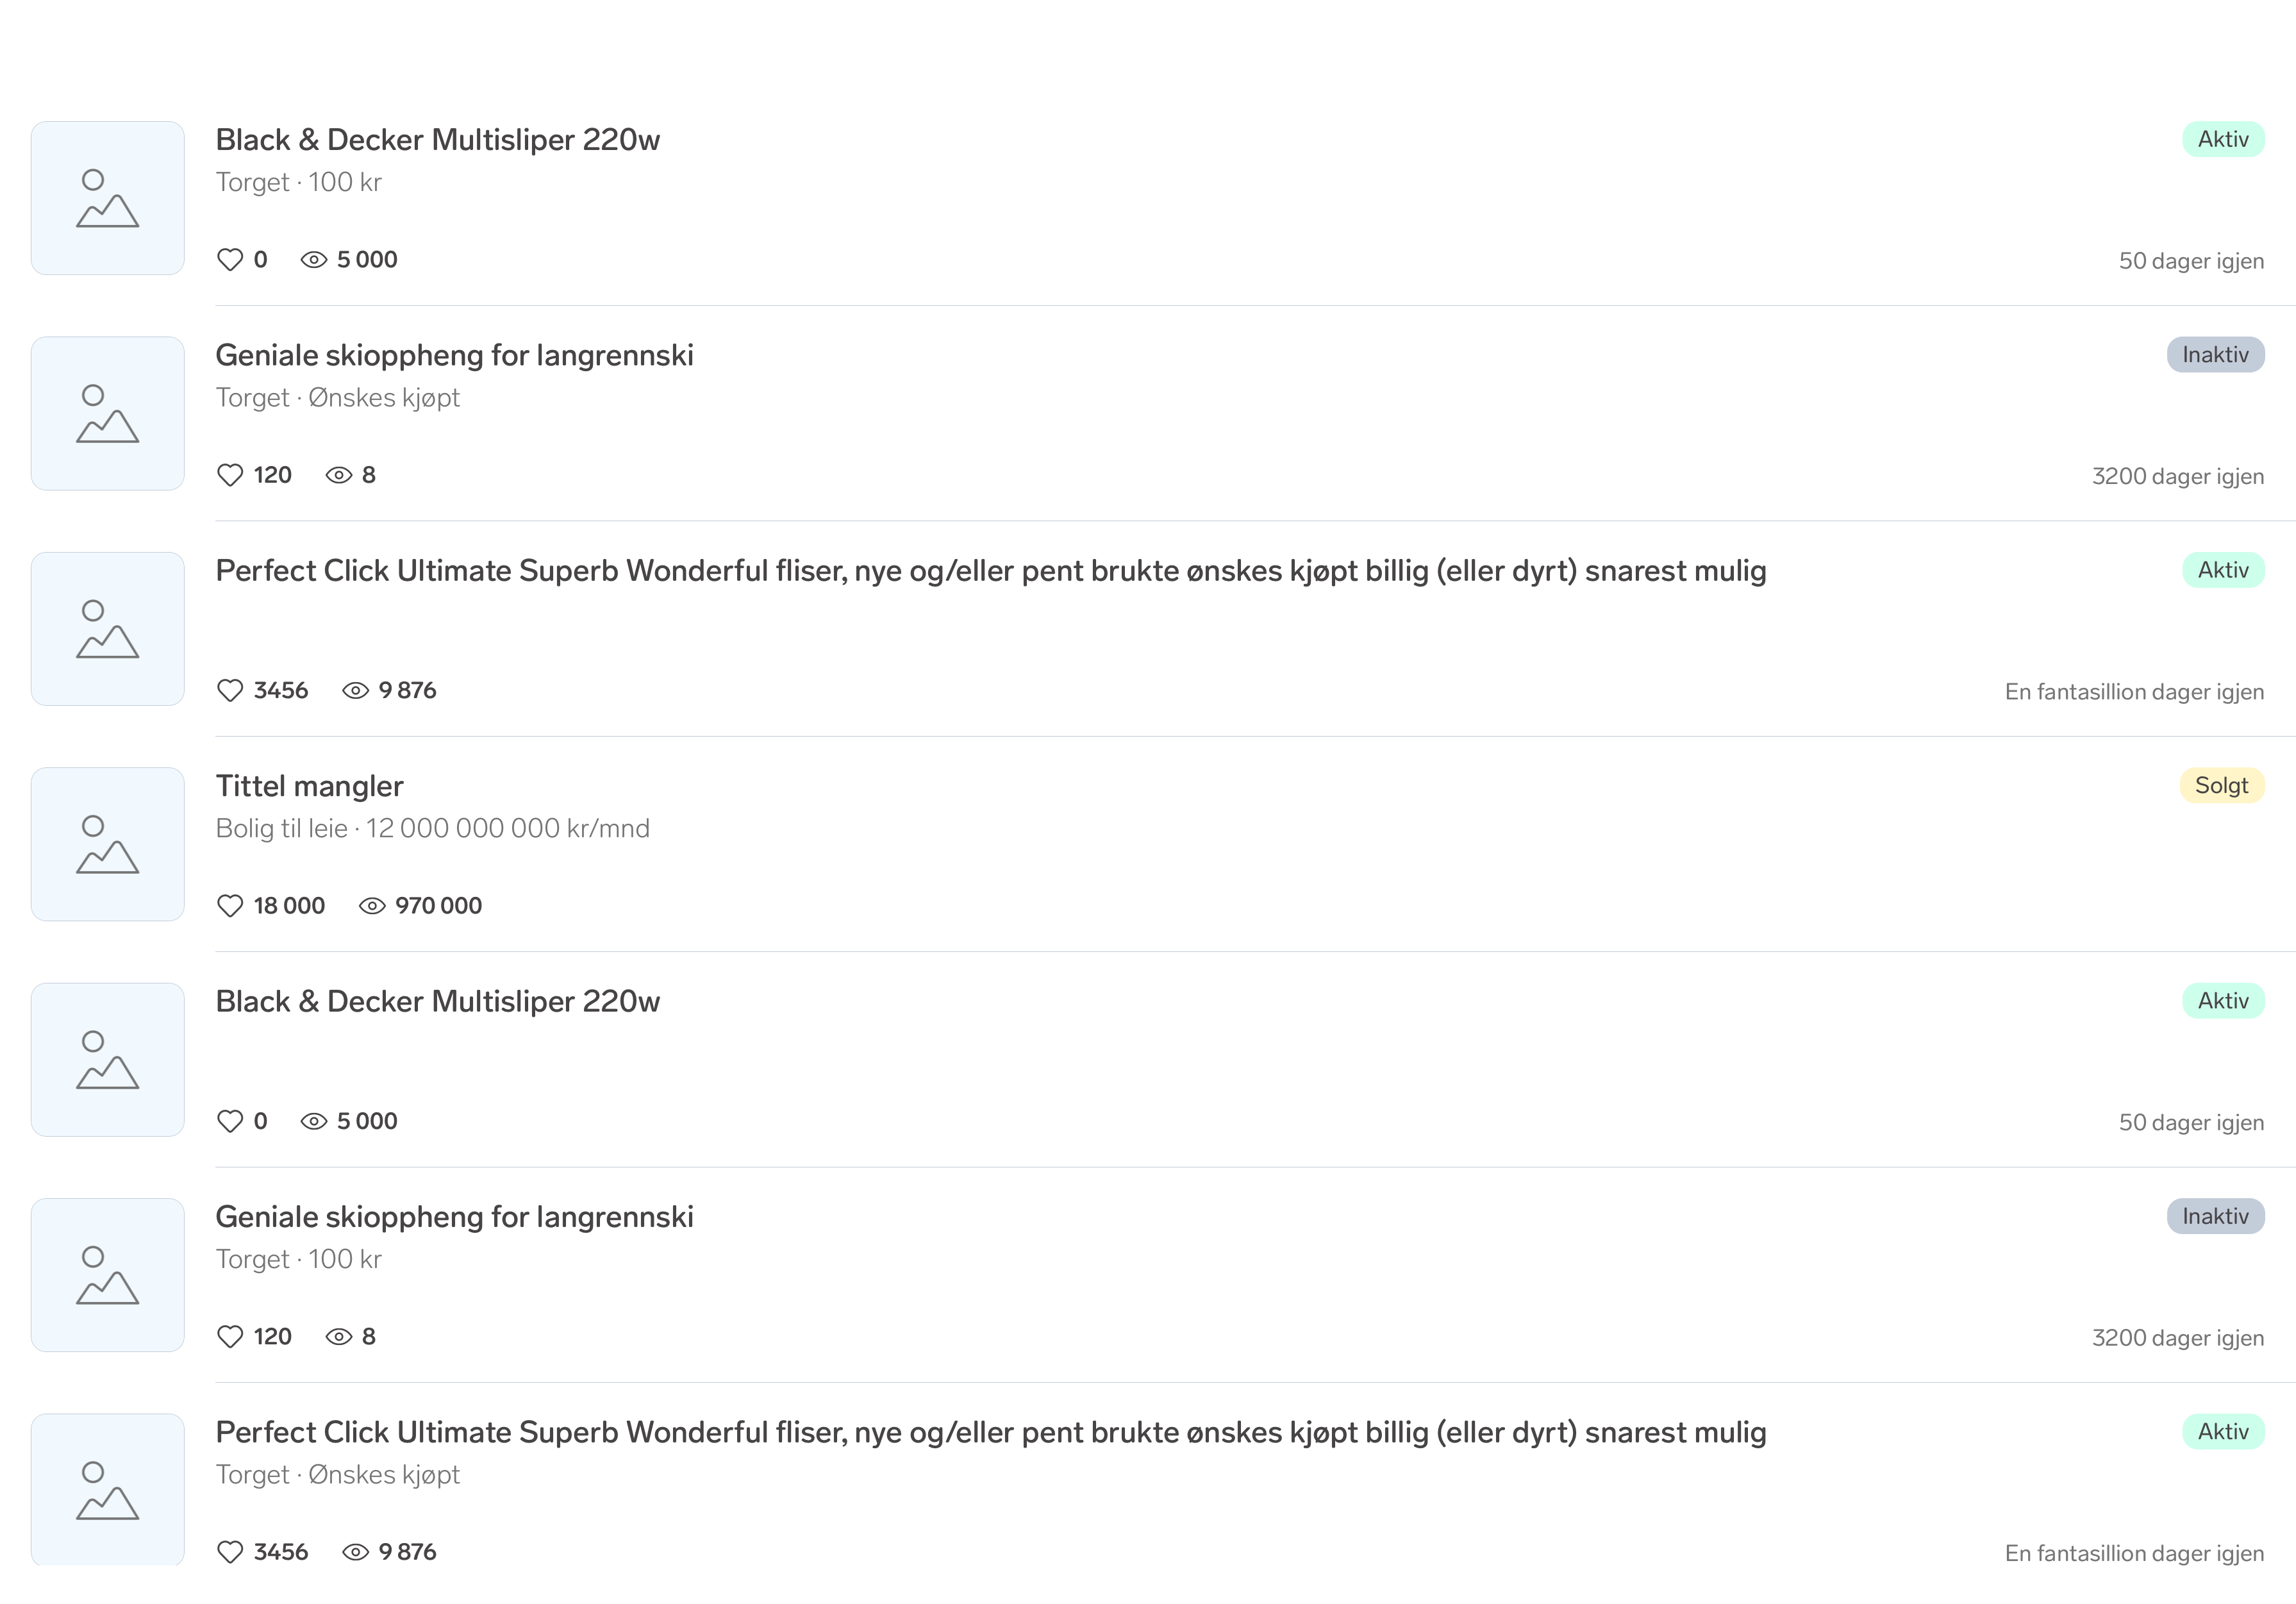 Black & Decker Multisliper 220w
Aktiv
Torget · 100 kr
0 5 000
50 dager igjen
Geniale skioppheng for langrennski
Inaktiv
Torget · Ønskes kjøpt
120 8
3200 dager igjen
Perfect Click Ultimate Superb Wonderful fliser, nye og/eller pent brukte ønskes kjøpt billig (eller dyrt) snarest mulig
Aktiv
3456 9 876
En fantasillion dager igjen
Tittel mangler
Solgt
Bolig til leie · 12 000 000 000 kr/mnd
18 000 970 000
Black & Decker Multisliper 220w
Aktiv
0 5 000
50 dager igjen
Geniale skioppheng for langrennski
Inaktiv
Torget · 100 kr
120 8
3200 dager igjen
Perfect Click Ultimate Superb Wonderful fliser, nye og/eller pent brukte ønskes kjøpt billig (eller dyrt) snarest mulig
Aktiv
Torget · Ønskes kjøpt
3456 9 876
En fantasillion dager igjen